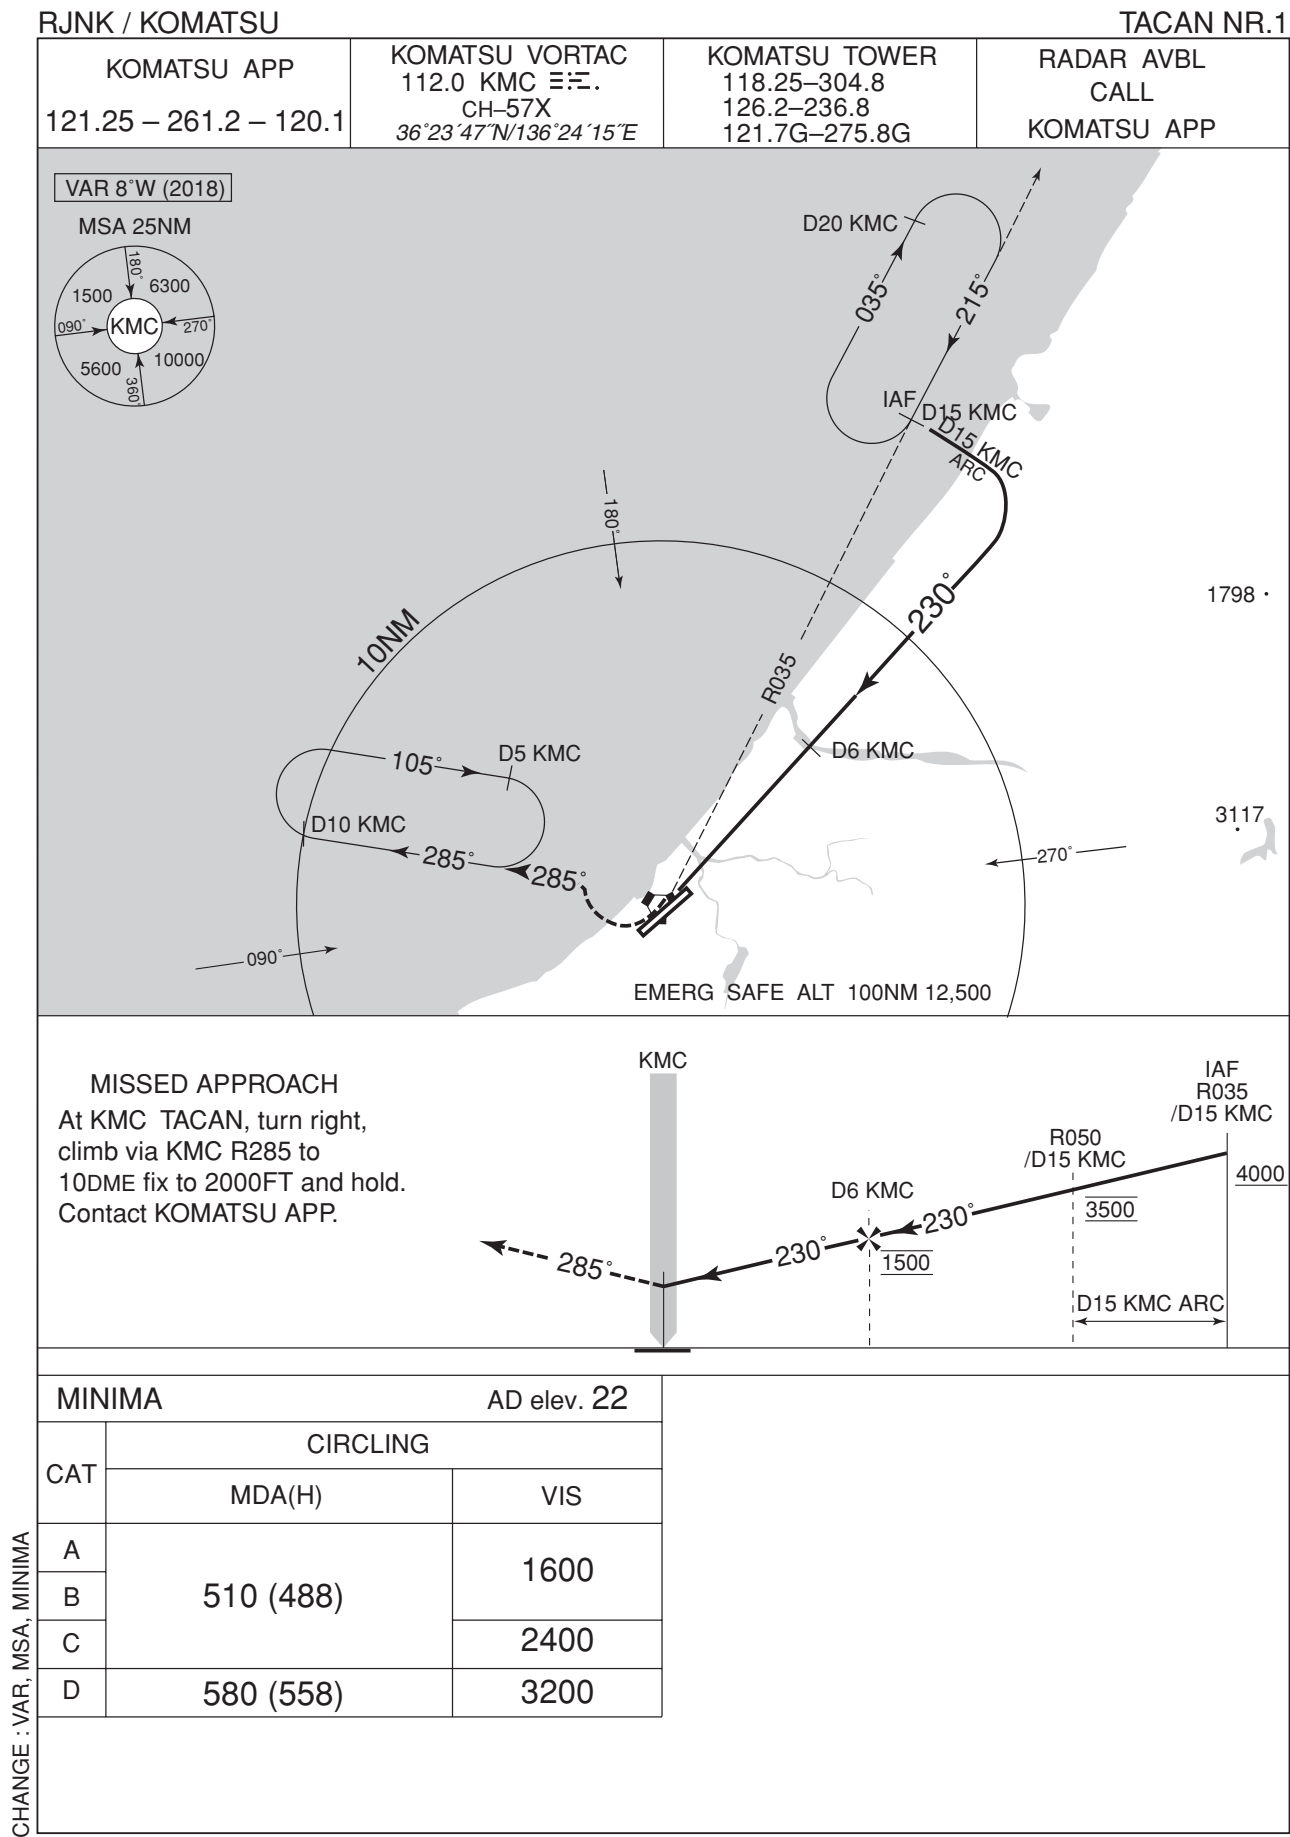 RJNK / KOMATSU
TACAN NR.1
KOMATSU APP
121.25 – 261.2 – 120.1
KOMATSU VORTAC
112.0 KMC
CH–57X
36°23´47˝N/136°24´15˝E
KOMATSU TOWER
118.25–304.8
126.2–236.8
121.7G–275.8G
RADAR AVBL
CALL
KOMATSU APP
VAR 8°W (2018)
MSA 25NM
180°
1500
6300
090°
KMC
270°
5600
10000
360°
D20 KMC
035°
215°
IAF
D15 KMC
D15 KMC
ARC
180°
230°
1798
10NM
R035
D6 KMC
105°
D5 KMC
D10 KMC
3117
285°
285°
270°
090°
EMERG SAFE ALT 100NM 12,500
MISSED APPROACH
At KMC TACAN, turn right,
climb via KMC R285 to
10DME fix to 2000FT and hold.
Contact KOMATSU APP.
KMC
IAF
R035
/D15 KMC
R050
/D15 KMC
4000
D6 KMC
3500
230°
230°
1500
285°
D15 KMC ARC
MINIMA
AD elev. 22
CAT
CIRCLING
MDA(H)
VIS
A
1600
B
510 (488)
C
2400
D
580 (558)
3200
CHANGE : VAR, MSA, MINIMA